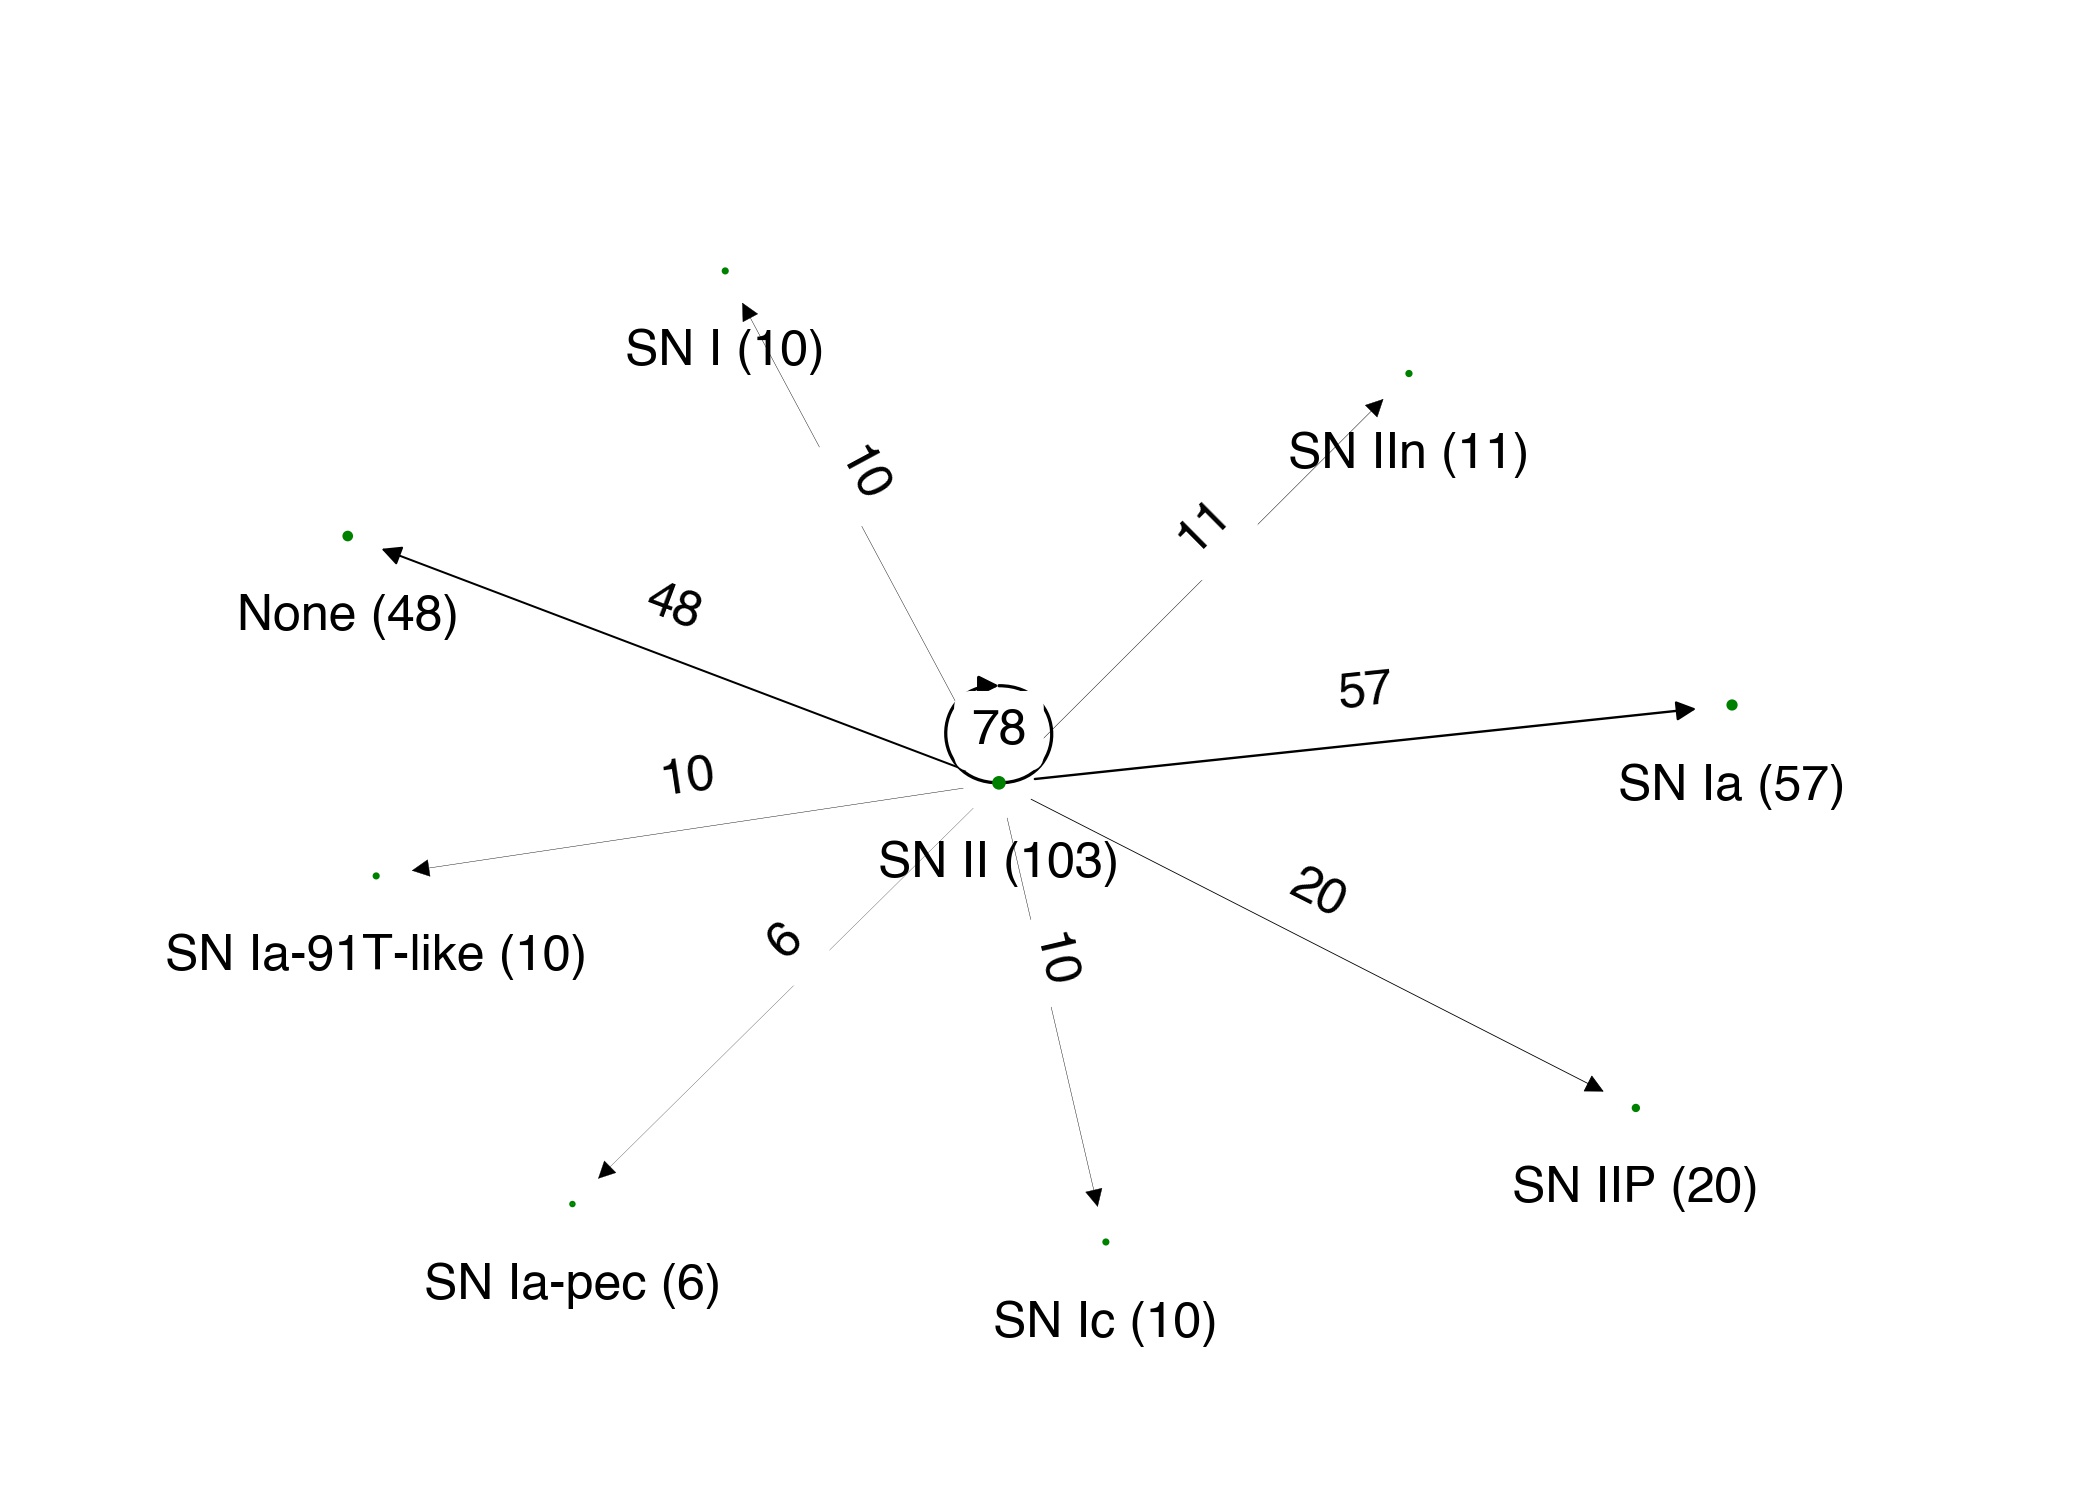 SN I (10)
10
SN IIn (11)
11
48
None (48)
57
SN Ia (57)
78
10
SN II (103)
20
SN Ia-91T-like (10)
6
10
SN IIP (20)
SN Ia-pec (6)
SN Ic (10)